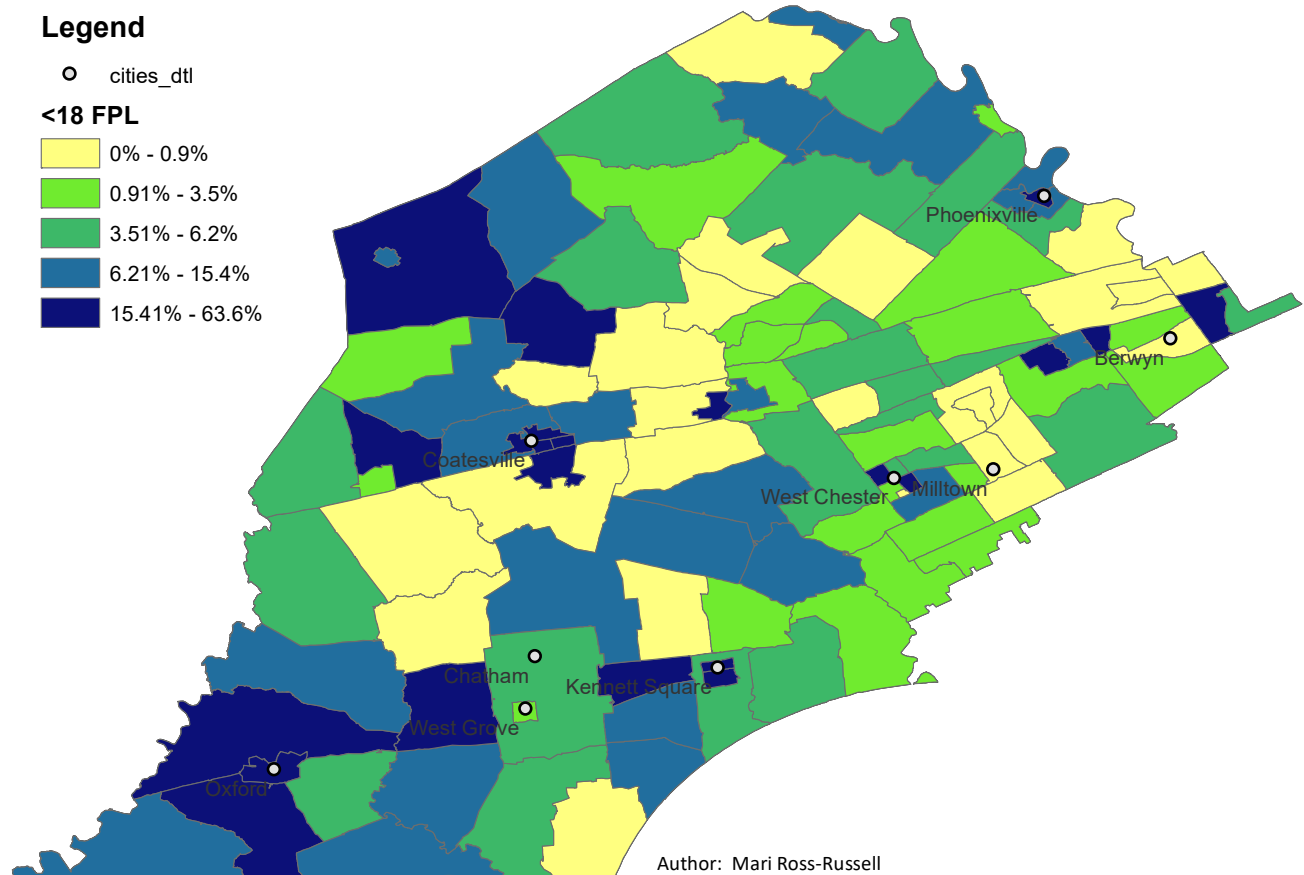 Legend
cities_dtl
<18 FPL
0% - 0.9%
0.91% - 3.5%
3.51% - 6.2%
6.21% - 15.4%
15.41% - 63.6%
Phoenixville
Berwyn
Coatesville
West Chester
Milltown
Chatham
Kennett Square
West Grove
Oxford
Author: Mari Ross-Russell